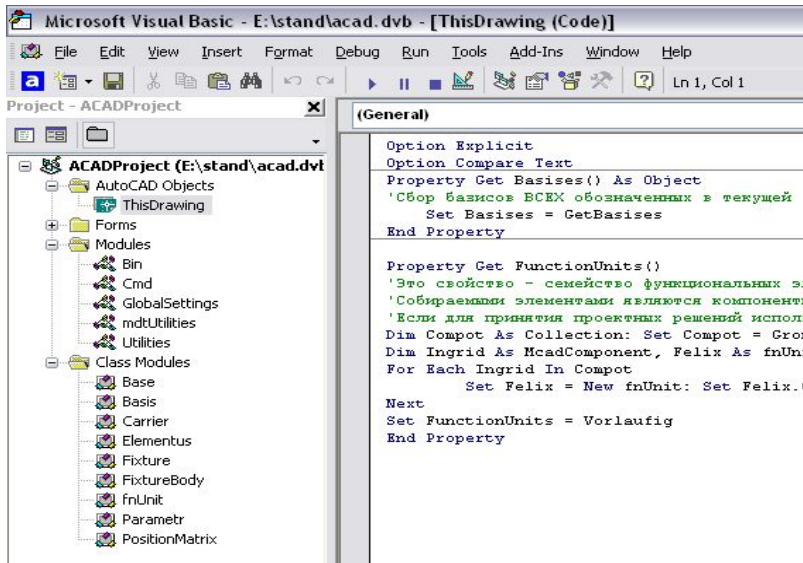 Microsoft Visual Basic - E:\stand\acad.dvb - [ThisDrawing (Code)]
File Edit View Insert Format Debug Run Tools Add-Ins Window Help
a Ln 1, Col 1
Project - ACADProject
ACADProject (E:\stand\acad.dvb
AutoCAD Objects
ThisDrawing
Forms
Modules
Bin
Cmd
GlobalSettings
mdtUtilities
Utilities
Class Modules
Base
Basis
Carrier
Elementus
Fixture
FixtureBody
fnUnit
Parametr
PositionMatrix
(General)
Option Explicit
Option Compare Text
Property Get Basises() As Object
'Сбор базисов ВСЕХ обозначенных в текущей
Set Basises = GetBasises
End Property
Property Get FunctionUnits()
'Это свойство - семейство функциональных
'Собираемыми элементами являются
'Если для принятия проектных решений
Dim Compot As Collection: Set Compot =
Dim Ingrid As McadComponent, Felix As
For Each Ingrid In Compot
Set Felix = New fnUnit: Set Felix.
Next
Set FunctionUnits = Vorlaufig
End Property